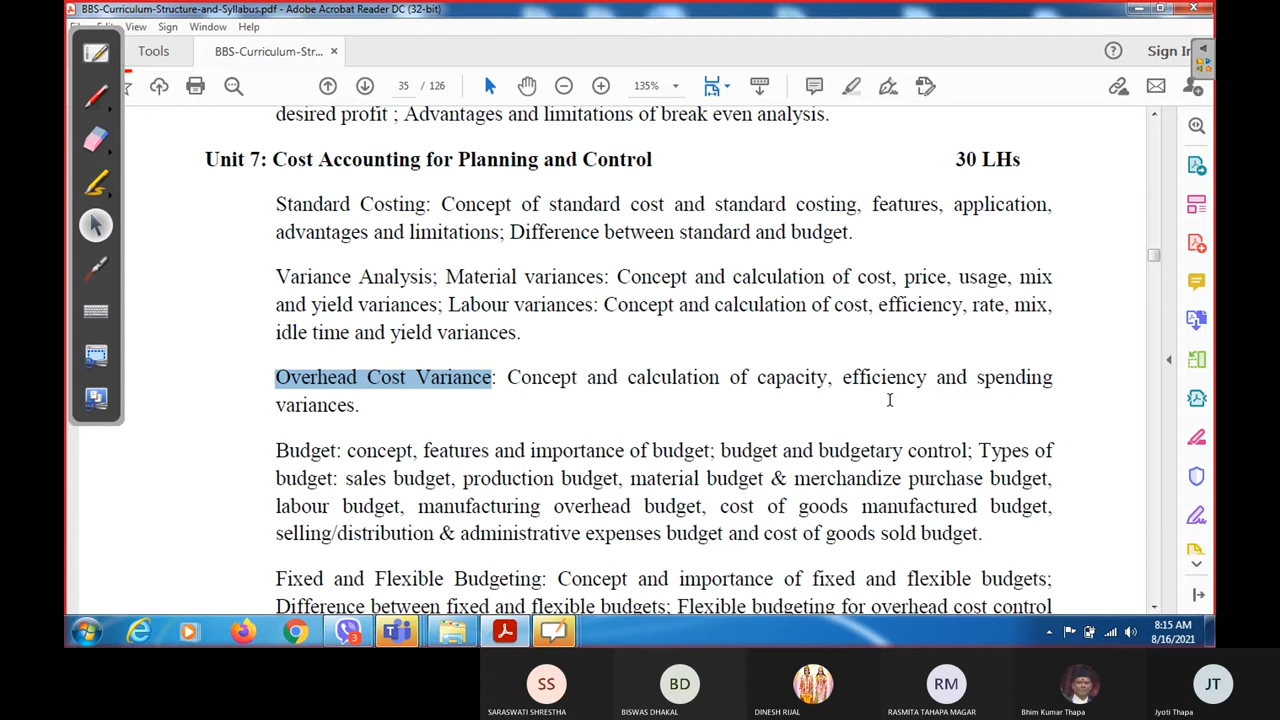 BBS-Curriculum-Structure-and-Syllabus.pdf - Adobe Acrobat Reader DC (32-bit)
View Sign Window Help
Tools BBS-Curriculum-Str... × Sign In
35 / 126 135%
desired profit ; Advantages and limitations of break even analysis.
Unit 7: Cost Accounting for Planning and Control 30 LHs
Standard Costing: Concept of standard cost and standard costing, features, application,
advantages and limitations; Difference between standard and budget.
Variance Analysis; Material variances: Concept and calculation of cost, price, usage, mix
and yield variances; Labour variances: Concept and calculation of cost, efficiency, rate, mix,
idle time and yield variances.
Overhead Cost Variance: Concept and calculation of capacity, efficiency and spending
variances.
Budget: concept, features and importance of budget; budget and budgetary control; Types of
budget: sales budget, production budget, material budget & merchandize purchase budget,
labour budget, manufacturing overhead budget, cost of goods manufactured budget,
selling/distribution & administrative expenses budget and cost of goods sold budget.
Fixed and Flexible Budgeting: Concept and importance of fixed and flexible budgets;
Difference between fixed and flexible budgets; Flexible budgeting for overhead cost control
3
8:15 AM
8/16/2021
SS BD RM JT
SARASWATI SHRESTHA BISWAS DHAKAL DINESH RIJAL RASMITA TAHAPA MAGAR Bhim Kumar Thapa Jyoti Thapa